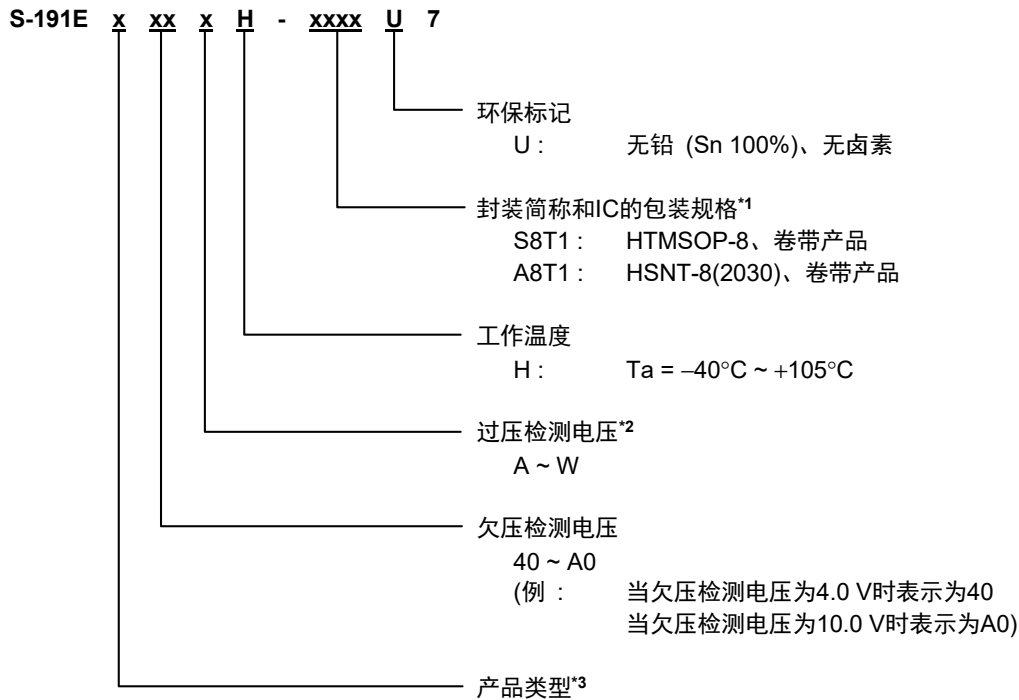 S-191E x xx x H - xxxx U 7
环保标记
U : 无铅 (Sn 100%)、无卤素
封装简称和IC的包装规格*1
S8T1 : HTMSOP-8、卷带产品
A8T1 : HSNT-8(2030)、卷带产品
工作温度
H : Ta = −40°C ~ +105°C
过压检测电压*2
A ~ W
欠压检测电压
40 ~ A0
(例 : 当欠压检测电压为4.0 V时表示为40
当欠压检测电压为10.0 V时表示为A0)
产品类型*3